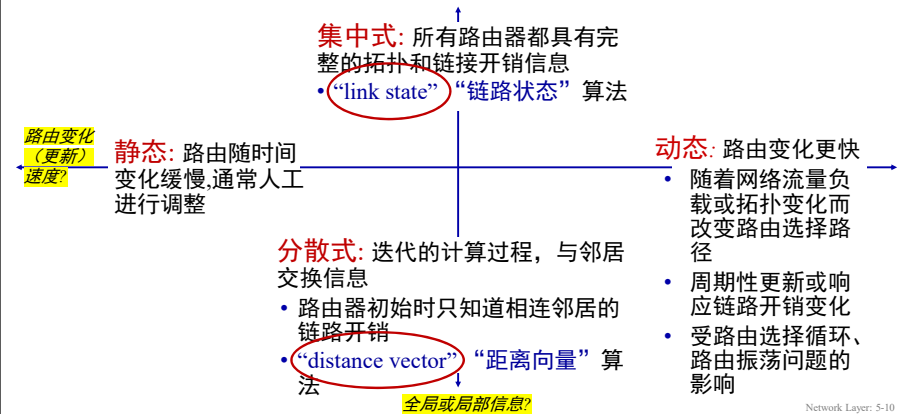 集中式: 所有路由器都具有完
整的拓扑和链接开销信息
• “link state” “链路状态” 算法
路由变化
（更新）
速度?
静态: 路由随时间
变化缓慢,通常人工
进行调整
动态: 路由变化更快
• 随着网络流量负
载或拓扑变化而
改变路由选择路
径
• 周期性更新或响
应链路开销变化
• 受路由选择循环、
路由振荡问题的
影响
分散式: 迭代的计算过程，与邻居
交换信息
• 路由器初始时只知道相连邻居的
链路开销
• “distance vector” “距离向量” 算
法
全局或局部信息?
Network Layer: 5-10